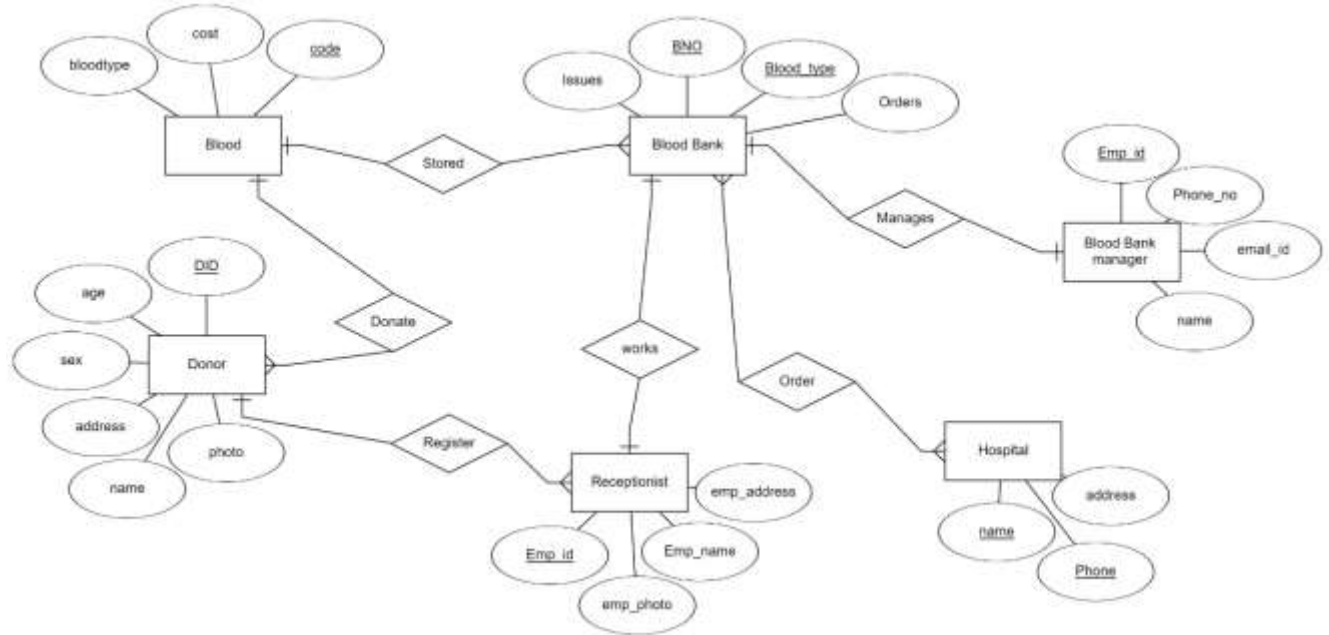 cost
code
bloodtype
Blood
BNO
Issues
Blood_type
Orders
Blood Bank
Stored
Emp_id
Phone_no
Manages
Blood Bank
manager
email_id
name
DID
age
sex
Donor
address
name
photo
Donate
works
Order
Register
Receptionist
emp_address
Emp_id
Emp_name
emp_photo
Hospital
address
name
Phone